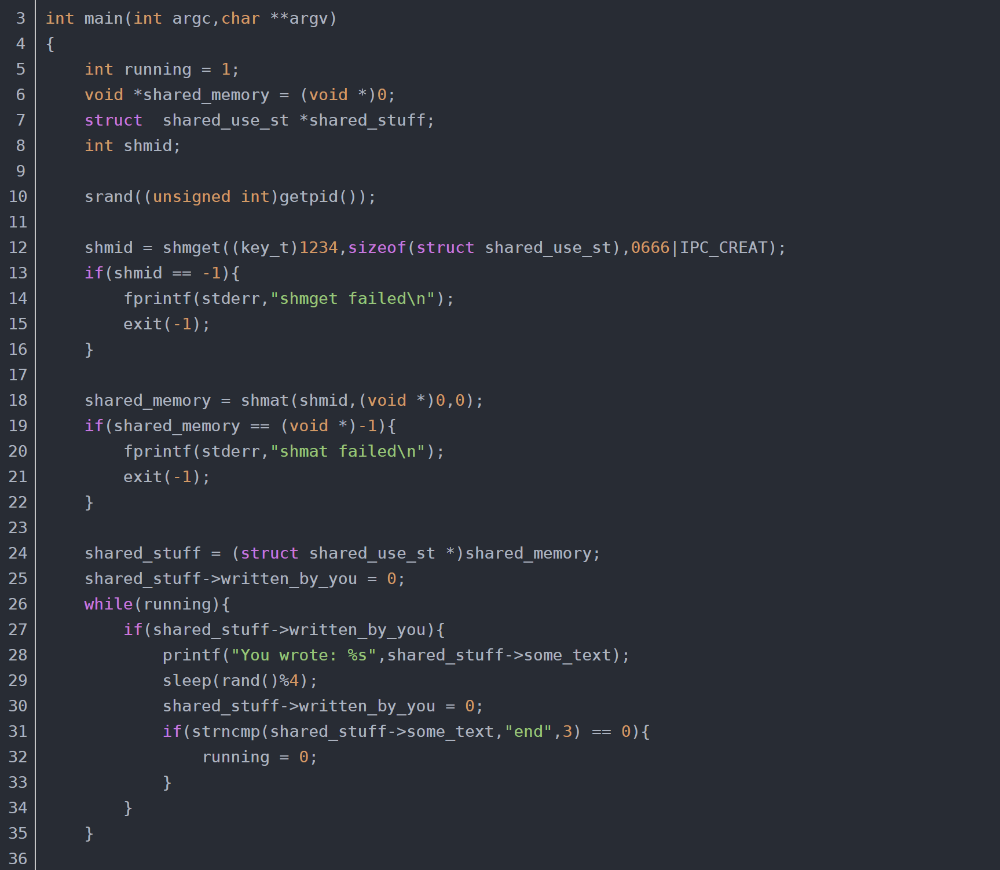 3 int main(int argc,char **argv)
4 {
5     int running = 1;
6     void *shared_memory = (void *)0;
7     struct  shared_use_st *shared_stuff;
8     int shmid;
9
10     srand((unsigned int)getpid());
11
12     shmid = shmget((key_t)1234,sizeof(struct shared_use_st),0666|IPC_CREAT);
13     if(shmid == -1){
14         fprintf(stderr,"shmget failed\n");
15         exit(-1);
16     }
17
18     shared_memory = shmat(shmid,(void *)0,0);
19     if(shared_memory == (void *)-1){
20         fprintf(stderr,"shmat failed\n");
21         exit(-1);
22     }
23
24     shared_stuff = (struct shared_use_st *)shared_memory;
25     shared_stuff->written_by_you = 0;
26     while(running){
27         if(shared_stuff->written_by_you){
28             printf("You wrote: %s",shared_stuff->some_text);
29             sleep(rand()%4);
30             shared_stuff->written_by_you = 0;
31             if(strncmp(shared_stuff->some_text,"end",3) == 0){
32                 running = 0;
33             }
34         }
35     }
36